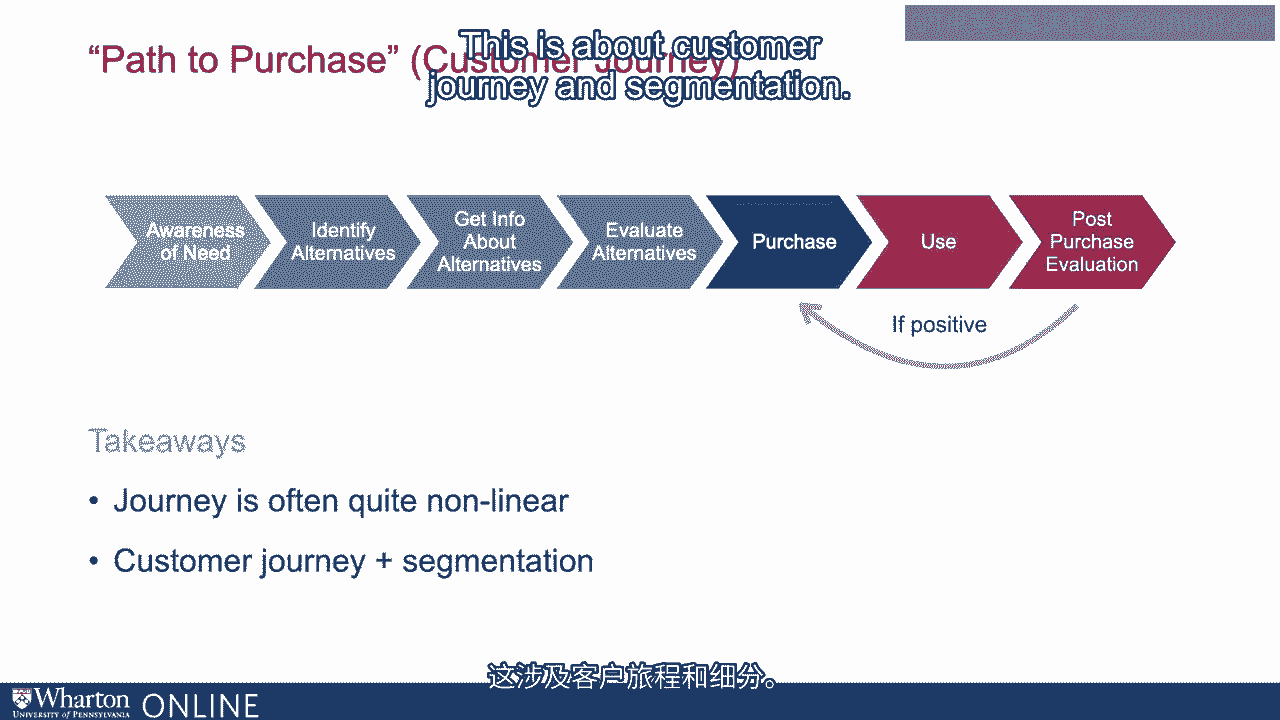 This is about customer
journey and segmentation.
“Path to Purchase” (Customer Journey)
Awareness
of Need
Identify
Alternatives
Get Info
About
Alternatives
Evaluate
Alternatives
Purchase
Use
Post
Purchase
Evaluation
If positive
Takeaways
• Journey is often quite non-linear
• Customer journey + segmentation
这涉及客户旅程和细分。
Wharton
UNIVERSITY of PENNSYLVANIA
ONLINE